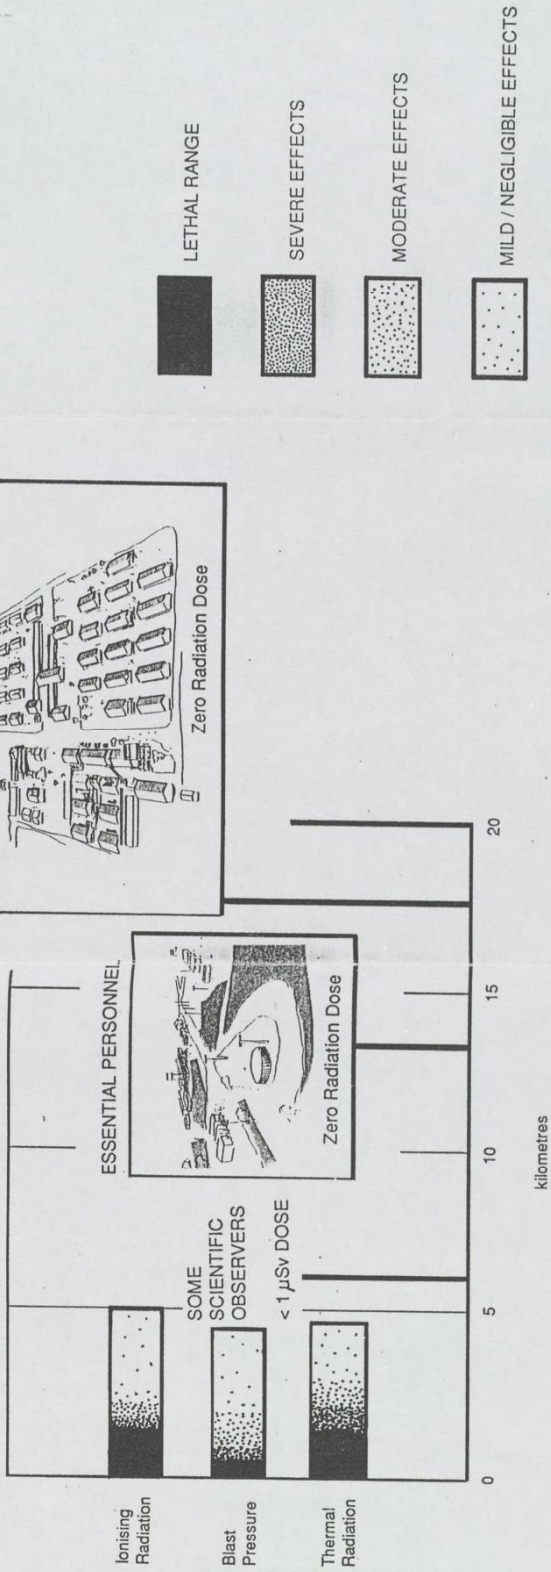 Zero Radiation Dose
ESSENTIAL PERSONNEL
Zero Radiation Dose
SOME
SCIENTIFIC
OBSERVERS
< 1 µSv DOSE
Ionising
Radiation
Blast
Pressure
Thermal
Radiation
0
5
10
15
20
kilometres
LETHAL RANGE
SEVERE EFFECTS
MODERATE EFFECTS
MILD / NEGLIGIBLE EFFECTS